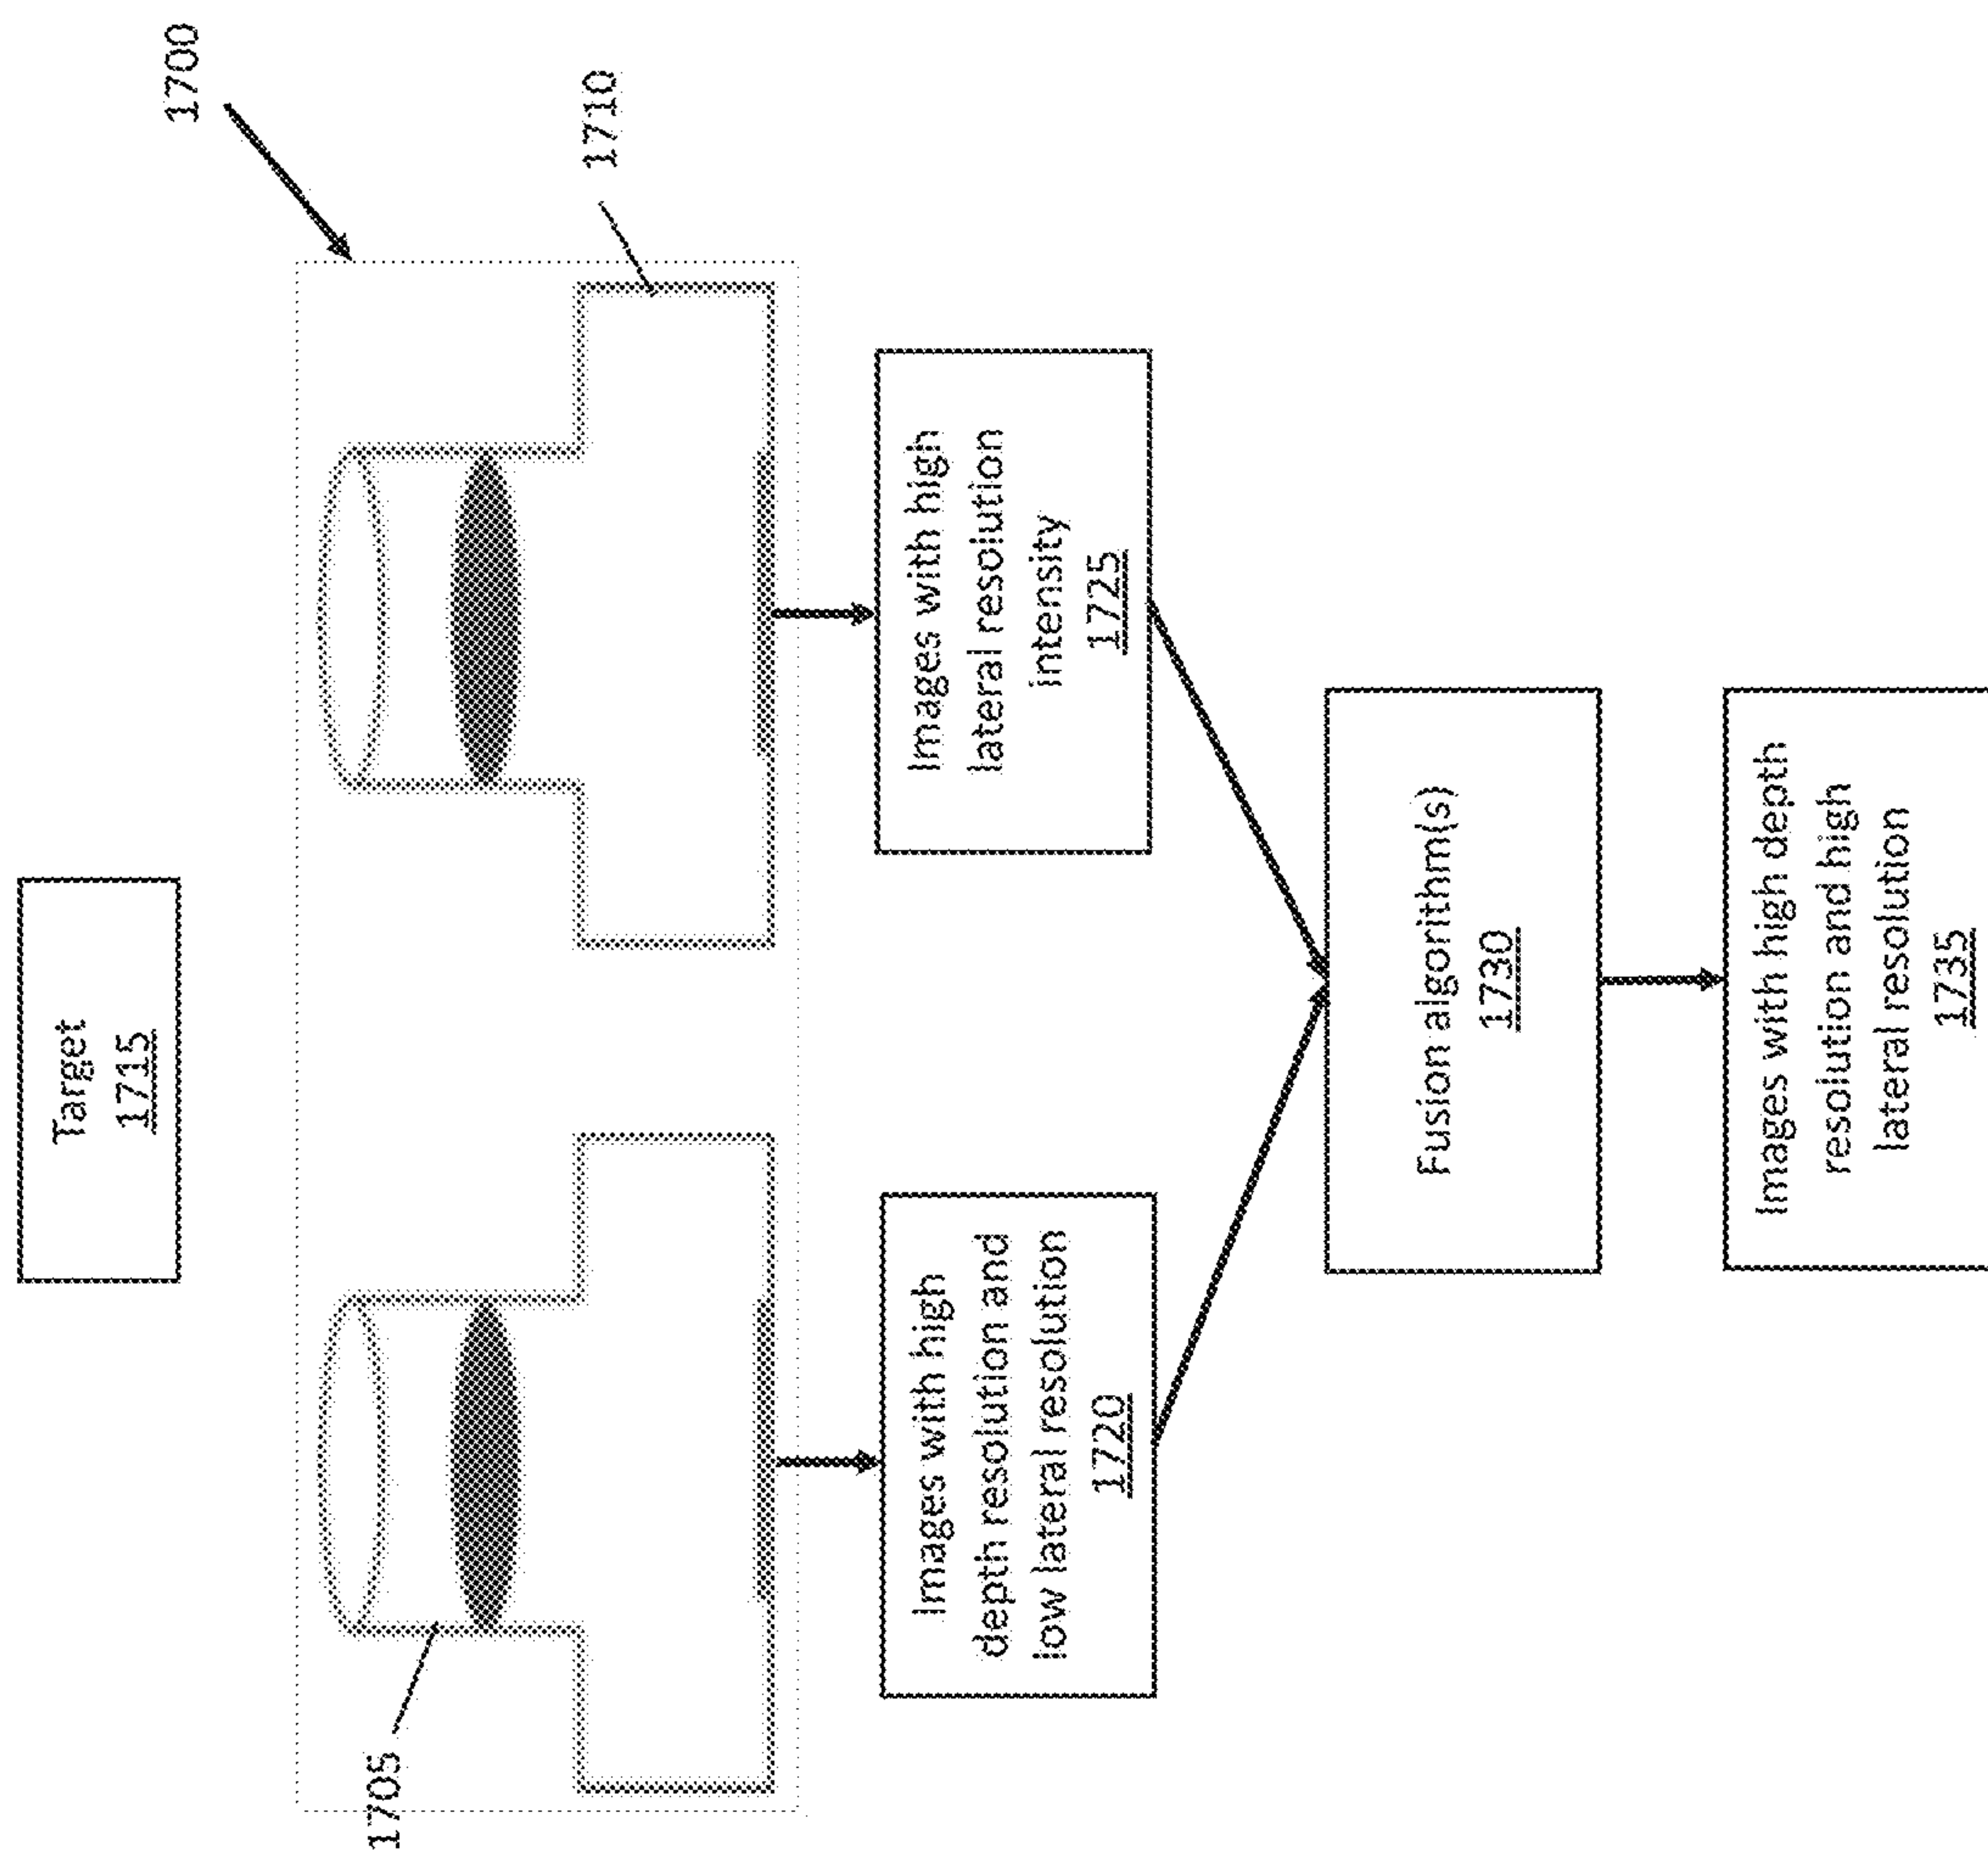 1700
1710
1705
Target
1715
Images with high
depth resolution and
low lateral resolution
1720
Images with high
lateral resolution
intensity
1725
Fusion algorithm(s)
1730
Images with high depth
resolution and high
lateral resolution
1735